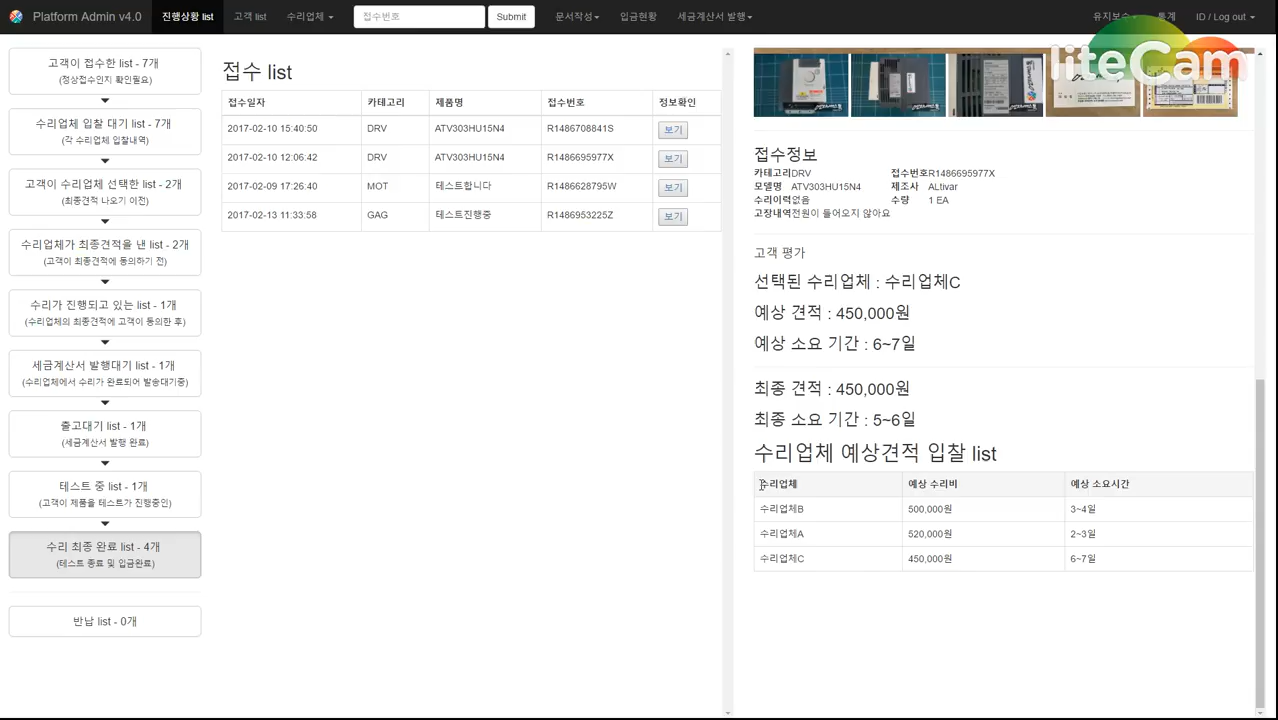 Platform Admin v4.0 진행상황 list 고객 list 수리업체 접수번호 Submit 문서작성 입금현황 세금계산서 발행 유지보수 통계 ID / Log out
liteCam
고객이 접수한 list - 7개
(정상접수인지 확인필요)
수리업체 입찰 대기 list - 7개
(각 수리업체 입찰내역)
고객이 수리업체 선택한 list - 2개
(최종견적 나오기 이전)
수리업체가 최종견적을 낸 list - 2개
(고객이 최종견적에 동의하기 전)
수리가 진행되고 있는 list - 1개
(수리업체의 최종견적에 고객이 동의한 후)
세금계산서 발행대기 list - 1개
(수리업체에서 수리가 완료되어 발송대기중)
출고대기 list - 1개
(세금계산서 발행 완료)
테스트 중 list - 1개
(고객이 제품을 테스트가 진행중인)
수리 최종 완료 list - 4개
(테스트 종료 및 입금완료)
반납 list - 0개
접수 list
접수일자 카테고리 제품명 접수번호 정보확인
2017-02-10 15:40:50 DRV ATV303HU15N4 R1486708841S 보기
2017-02-10 12:06:42 DRV ATV303HU15N4 R1486695977X 보기
2017-02-09 17:26:40 MOT 테스트합니다 R1486628795W 보기
2017-02-13 11:33:58 GAG 테스트진행중 R1486953225Z 보기
접수정보
카테고리DRV 접수번호R1486695977X
모델명 ATV303HU15N4 제조사 ALtivar
수리이력없음 수량 1 EA
고장내역전원이 들어오지 않아요
고객 평가
선택된 수리업체 : 수리업체C
예상 견적 : 450,000원
예상 소요 기간 : 6~7일
최종 견적 : 450,000원
최종 소요 기간 : 5~6일
수리업체 예상견적 입찰 list
수리업체 예상 수리비 예상 소요시간
수리업체B 500,000원 3~4일
수리업체A 520,000원 2~3일
수리업체C 450,000원 6~7일